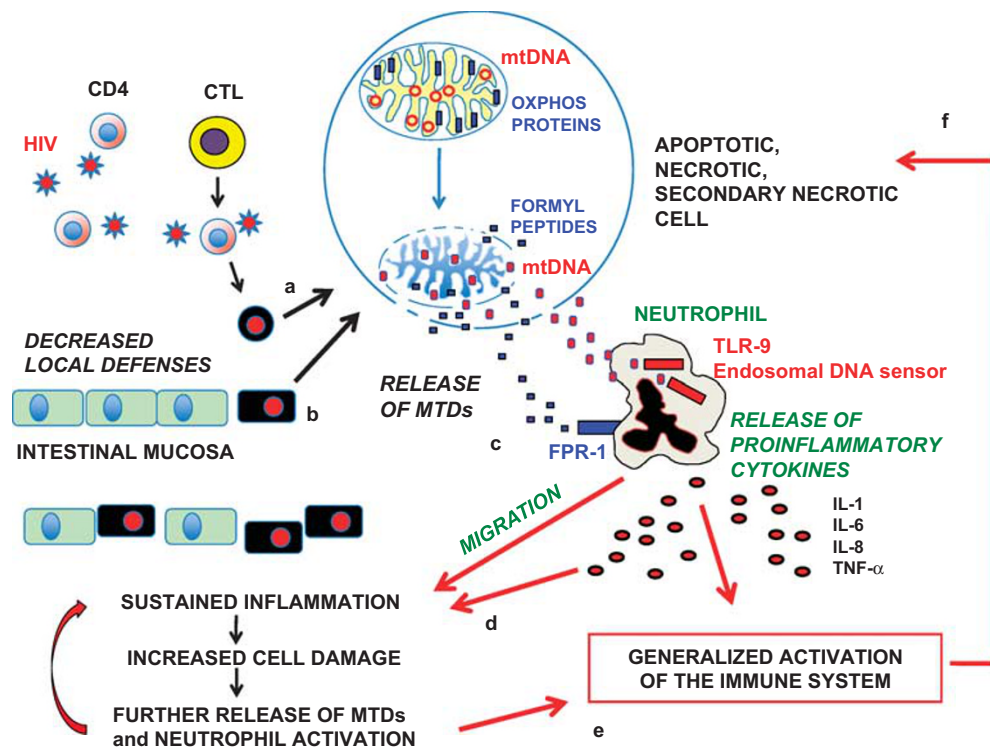 CD4
CTL
HIV
mtDNA
OXPHOS
PROTEINS
f
APOPTOTIC,
NECROTIC,
SECONDARY NECROTIC
CELL
FORMYL
PEPTIDES
mtDNA
a
DECREASED
LOCAL DEFENSES
b
INTESTINAL MUCOSA
RELEASE
OF MTDs
c
NEUTROPHIL
TLR-9
Endosomal DNA sensor
FPR-1
RELEASE OF
PROINFLAMMATORY
CYTOKINES
IL-1
IL-6
IL-8
TNF-α
MIGRATION
d
SUSTAINED INFLAMMATION
INCREASED CELL DAMAGE
FURTHER RELEASE OF MTDs
and NEUTROPHIL ACTIVATION
e
GENERALIZED ACTIVATION
OF THE IMMUNE SYSTEM